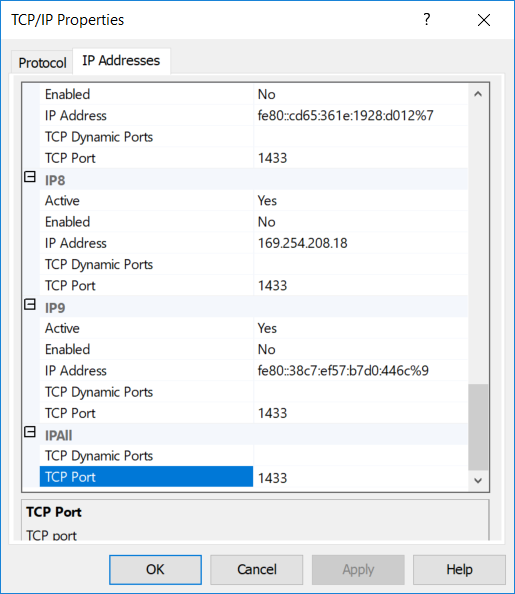 TCP/IP Properties ?
Protocol IP Addresses
Enabled No
IP Address fe80::cd65:361e:1928:d012%7
TCP Dynamic Ports
TCP Port 1433
IP8
Active Yes
Enabled No
IP Address 169.254.208.18
TCP Dynamic Ports
TCP Port 1433
IP9
Active Yes
Enabled No
IP Address fe80::38c7:ef57:b7d0:446c%9
TCP Dynamic Ports
TCP Port 1433
IPAll
TCP Dynamic Ports
TCP Port 1433
TCP Port
TCP port
OK Cancel Apply Help